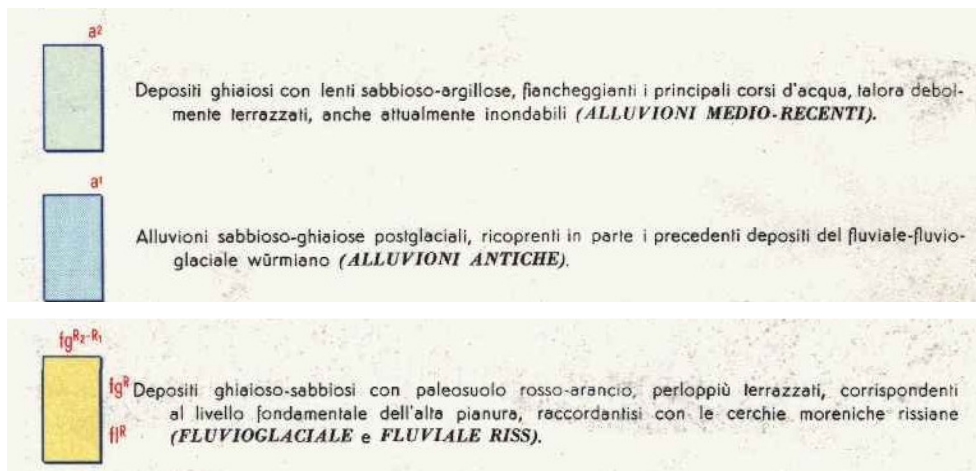 a²
Depositi ghiaiosi con lenti sabbioso-argillose, fiancheggianti i principali corsi d'acqua, talora debol-
mente terrazzati, anche attualmente inondabili (ALLUVIONI MEDIO-RECENTI).
a¹
Alluvioni sabbioso-ghiaiose postglaciali, ricoprenti in parte i precedenti depositi del fluviale-fluvio-
glaciale würmiano (ALLUVIONI ANTICHE).
fgR₂-R₁
fgR Depositi ghiaioso-sabbiosi con paleosuolo rosso-arancio, perloppiù terrazzati, corrispondenti
al livello fondamentale dell'alta pianura, raccordantisi con le cerchie moreniche rissiane
flR (FLUVIOGLACIALE e FLUVIALE RISS).